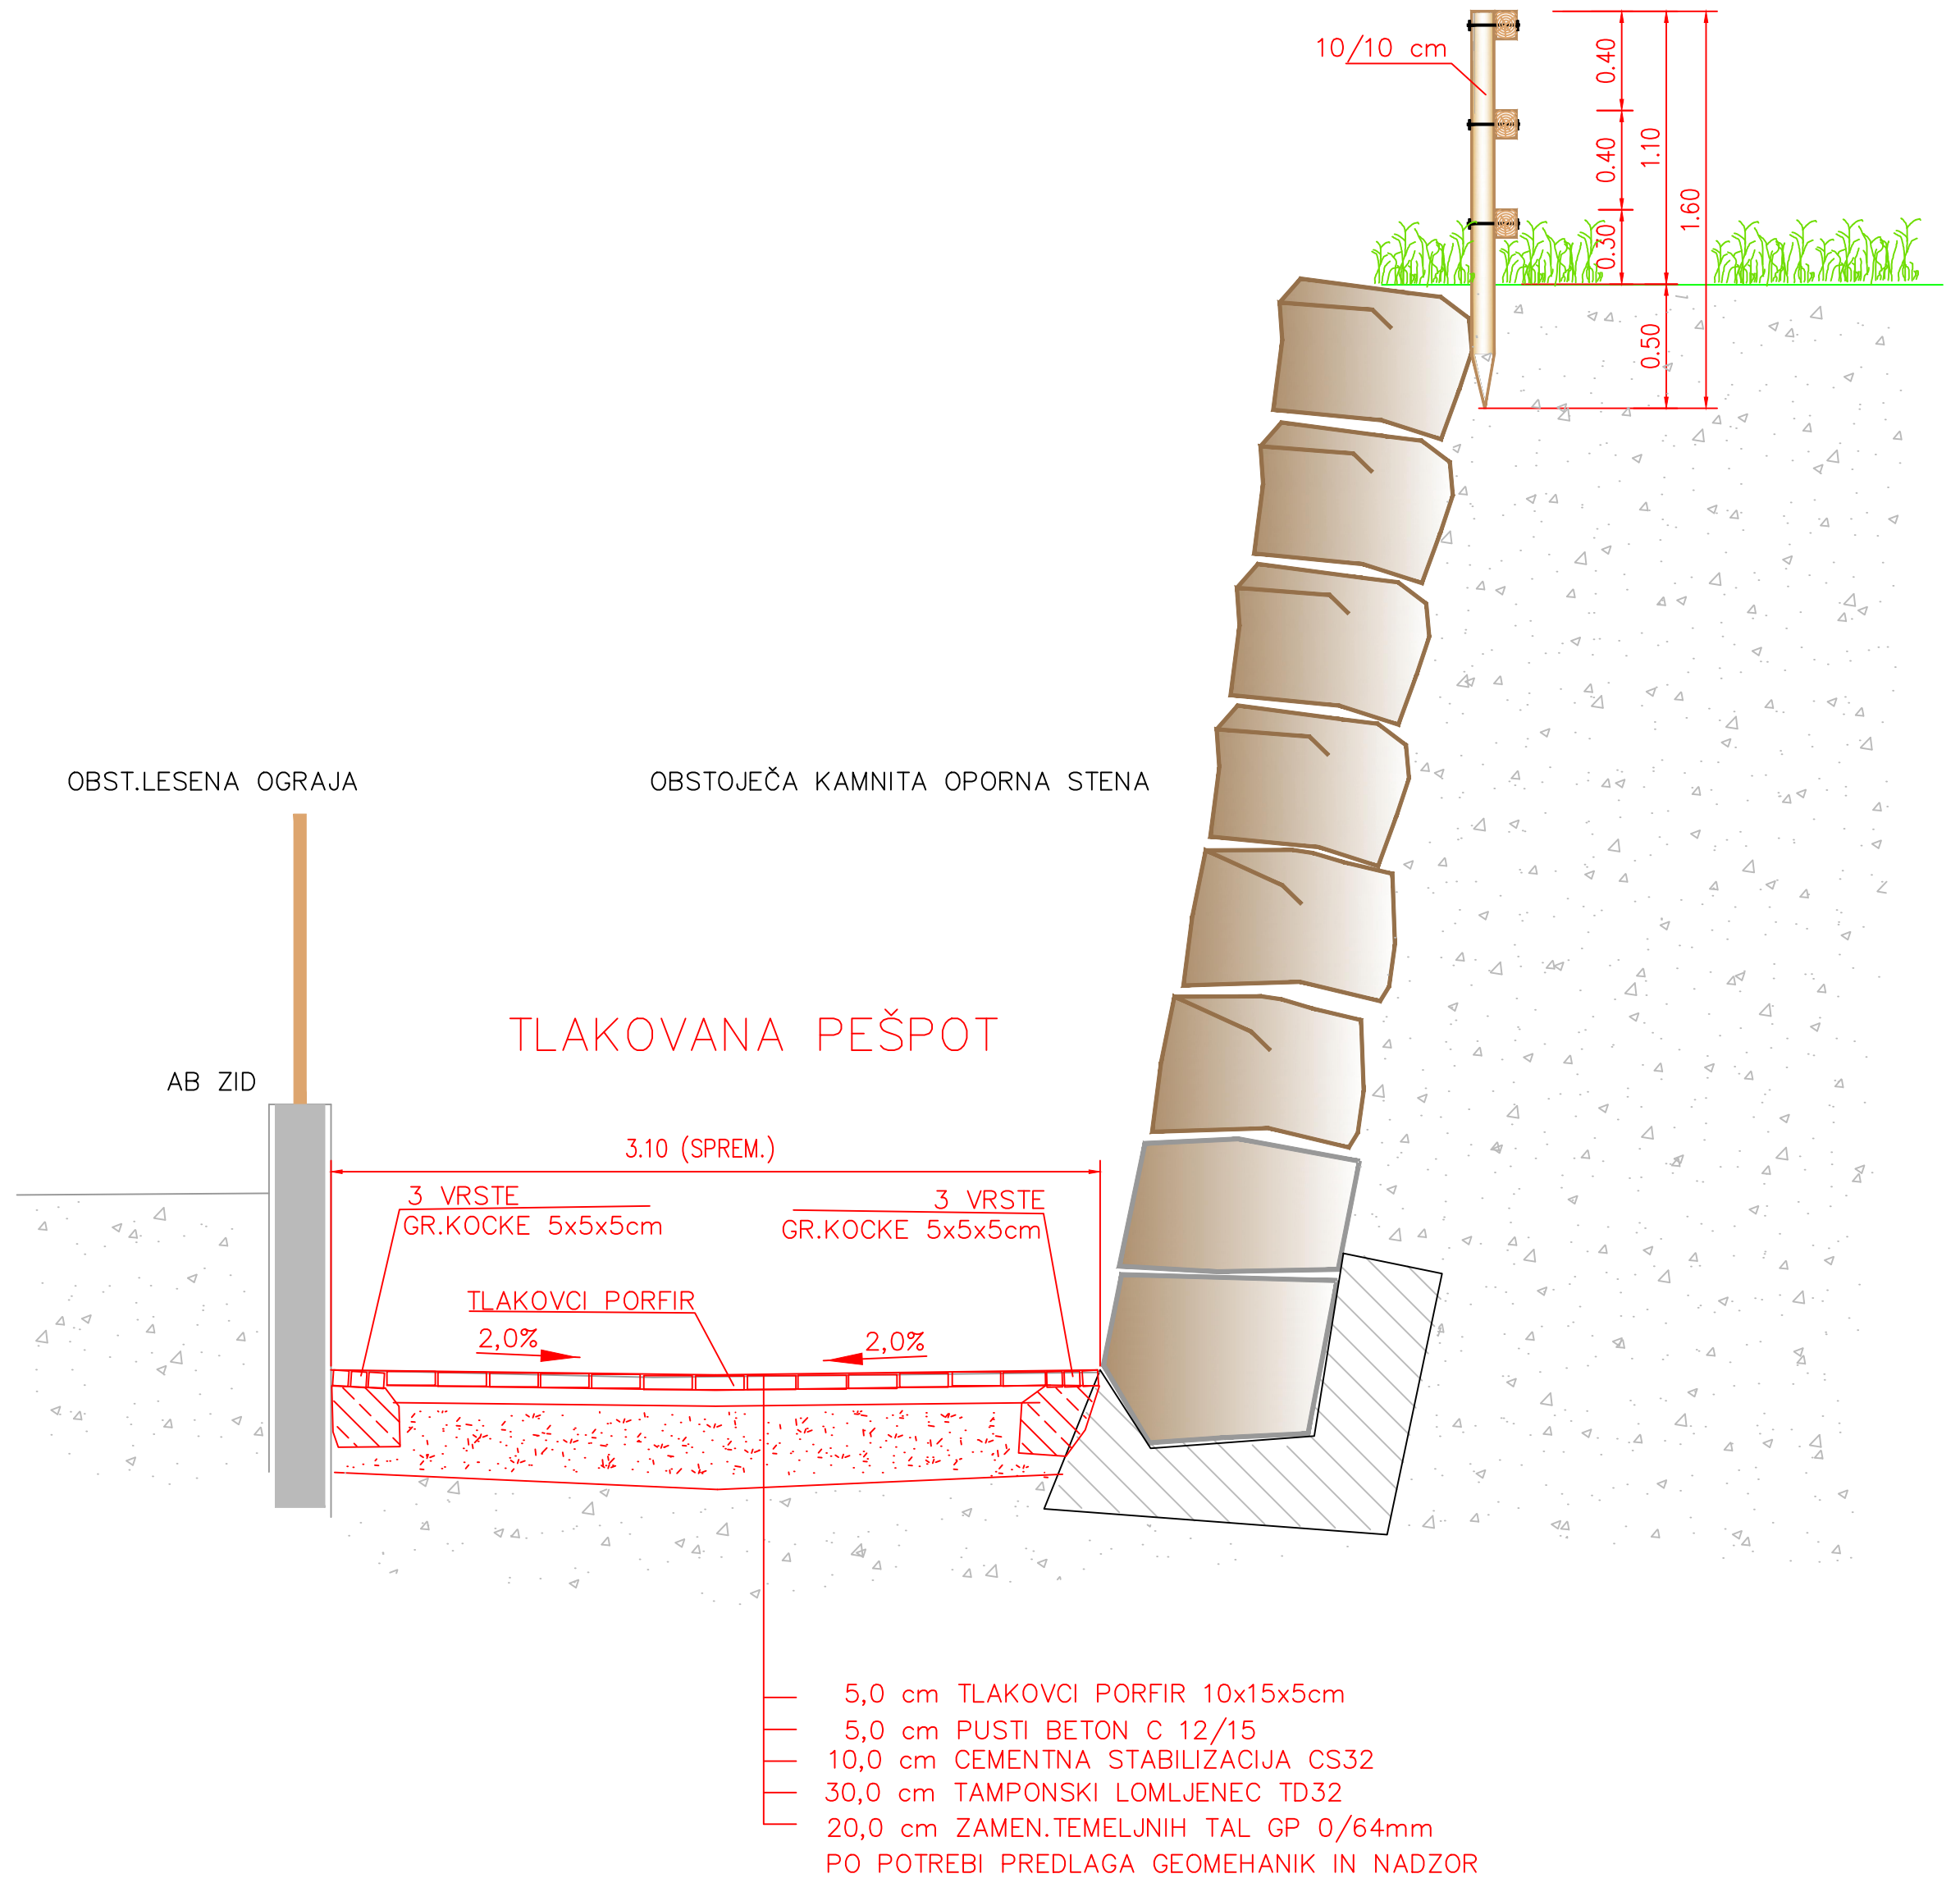 10/10 cm
0.40
0.40
0.30
1.10
1.60
0.50
OBST.LESENA OGRAJA
OBSTOJEČA KAMNITA OPORNA STENA
TLAKOVANA PEŠPOT
AB ZID
3.10 (SPREM.)
3 VRSTE
GR.KOCKE 5x5x5cm
3 VRSTE
GR.KOCKE 5x5x5cm
TLAKOVCI PORFIR
2,0%
2,0%
5,0 cm TLAKOVCI PORFIR 10x15x5cm
5,0 cm PUSTI BETON C 12/15
10,0 cm CEMENTNA STABILIZACIJA CS32
30,0 cm TAMPONSKI LOMLJENEC TD32
20,0 cm ZAMEN.TEMELJNIH TAL GP 0/64mm
PO POTREBI PREDLAGA GEOMEHANIK IN NADZOR